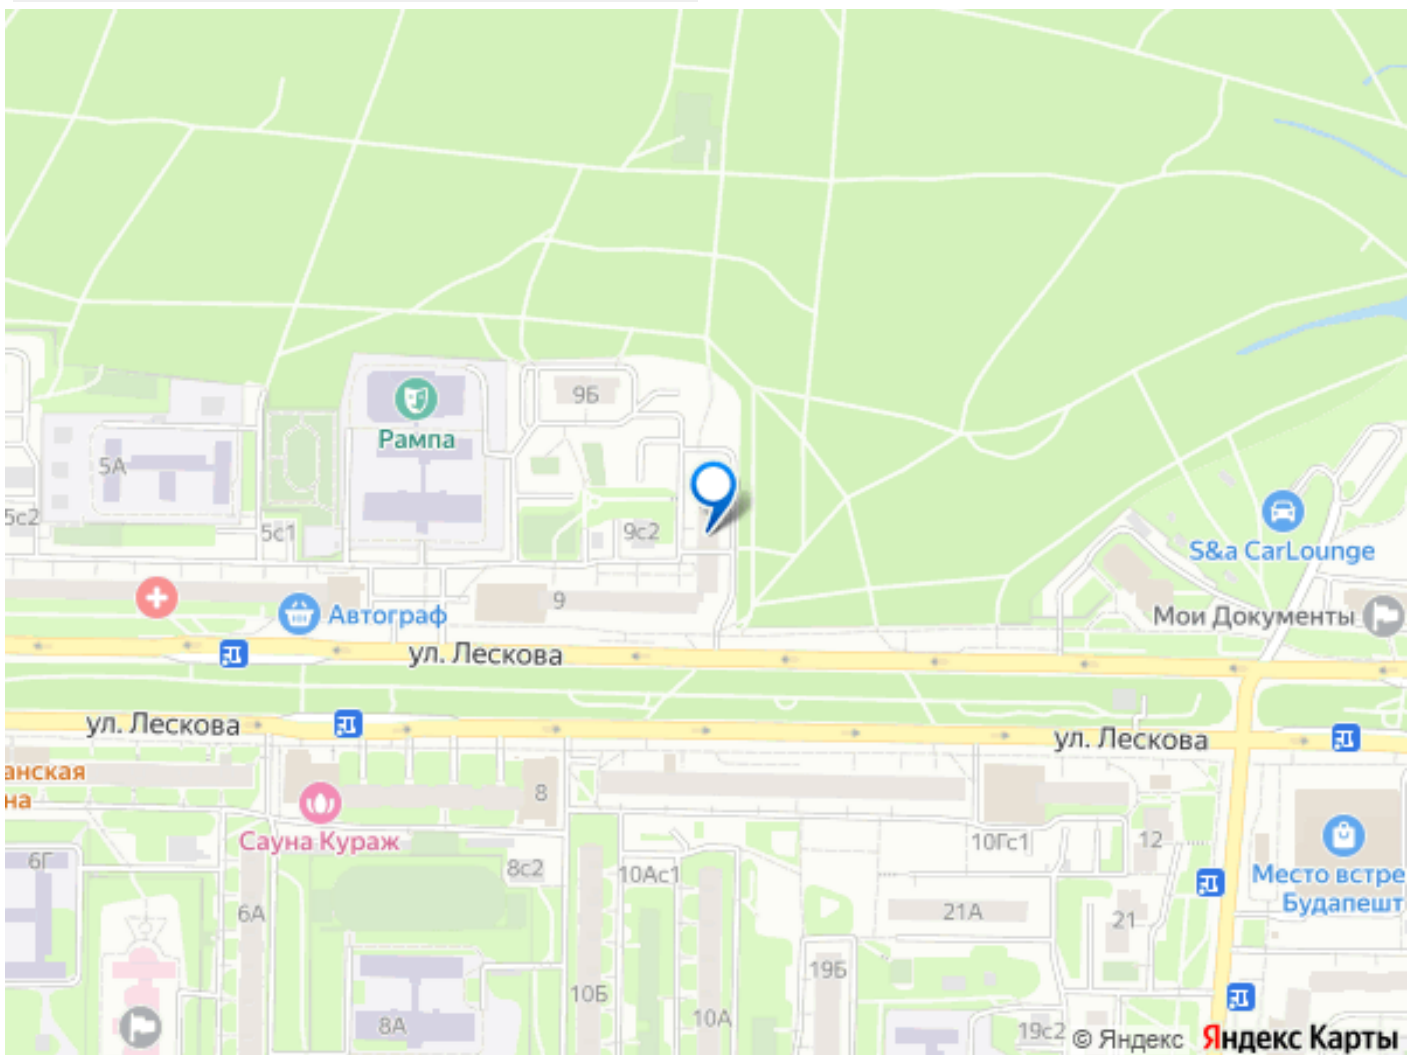 9Б
Рампа
5А
5с2
5с1
9с2
S&a CarLounge
9
Автограф
Мои Документы
ул. Лескова
ул. Лескова
ул. Лескова
анская
на
8
Сауна Кураж
10Гс1
12
6Г
8с2
10Ас1
Место встре
Будапешт
6А
21А
21
19Б
10Б
8А
10А
19с2
© Яндекс Яндекс Карты